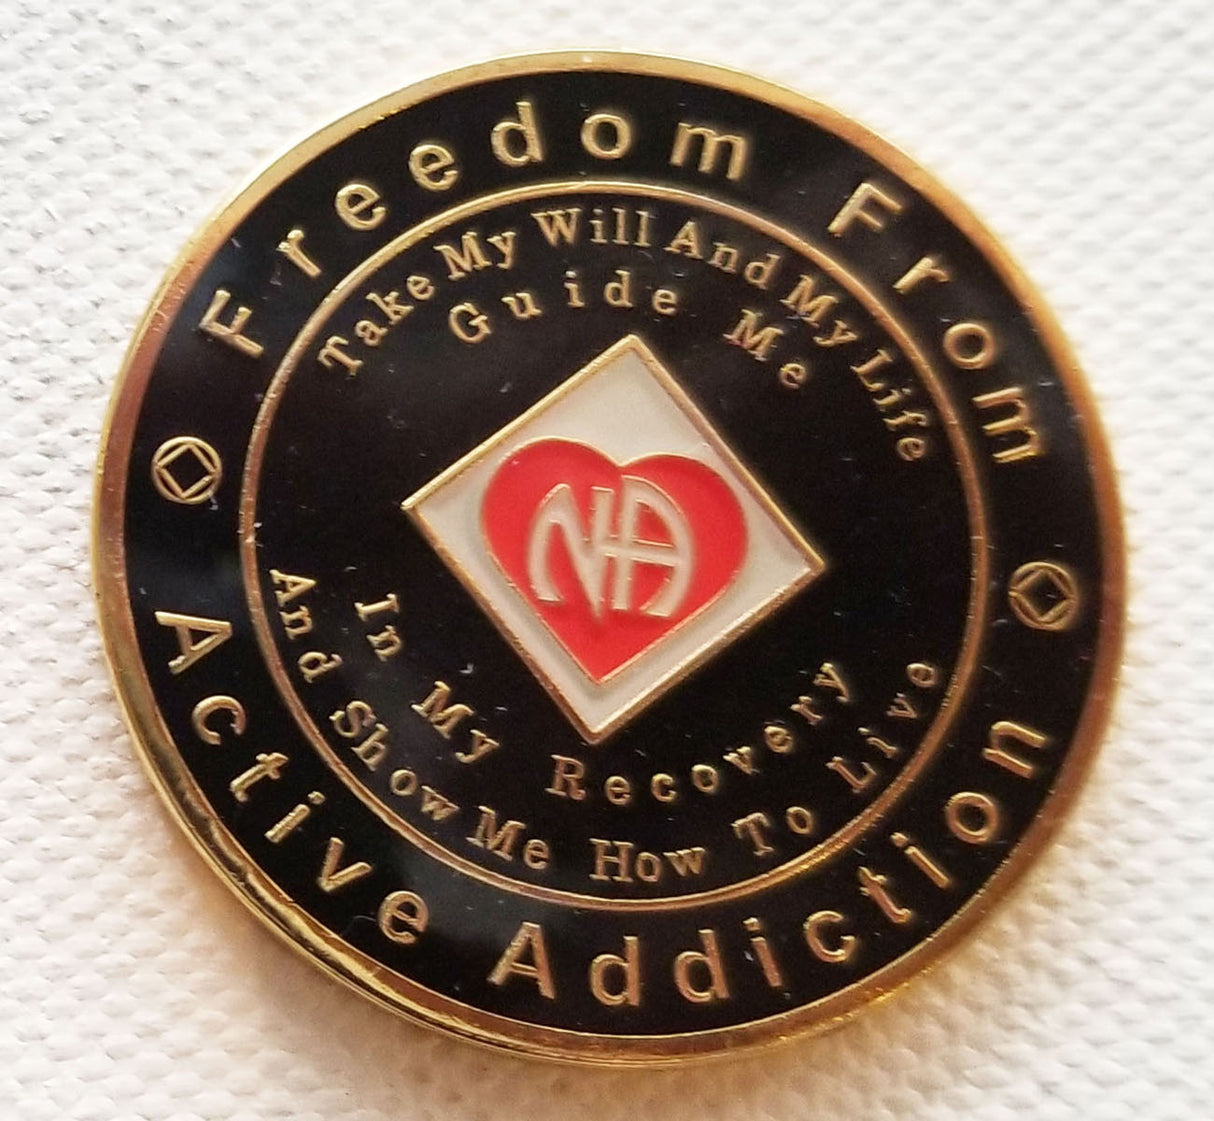 Freedom From
Take My Will And My Life
Guide Me
NA
In My Recovery
And Show Me How To Live
Active Addiction